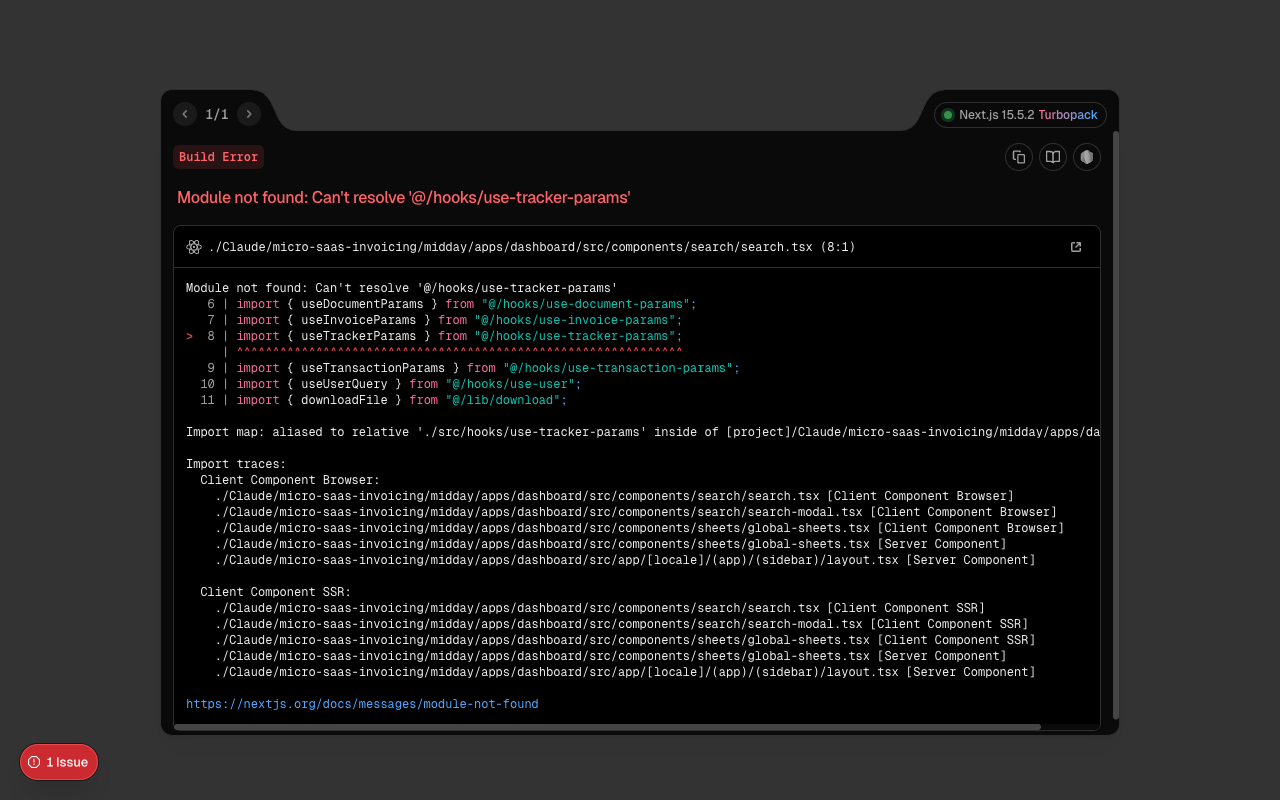 1/1
Next.js 15.5.2 Turbopack
Build Error
Module not found: Can't resolve '@/hooks/use-tracker-params'
./Claude/micro-saas-invoicing/midday/apps/dashboard/src/components/search/search.tsx (8:1)
Module not found: Can't resolve '@/hooks/use-tracker-params'
6 | import { useDocumentParams } from "@/hooks/use-document-params";
7 | import { useInvoiceParams } from "@/hooks/use-invoice-params";
> 8 | import { useTrackerParams } from "@/hooks/use-tracker-params";
| ^^^^^^^^^^^^^^^^^^^^^^^^^^^^^^^^^^^^^^^^^^^^^^^^^^^^^^^^^^^^^^
9 | import { useTransactionParams } from "@/hooks/use-transaction-params";
10 | import { useUserQuery } from "@/hooks/use-user";
11 | import { downloadFile } from "@/lib/download";
Import map: aliased to relative './src/hooks/use-tracker-params' inside of [project]/Claude/micro-saas-invoicing/midday/apps/da
Import traces:
Client Component Browser:
./Claude/micro-saas-invoicing/midday/apps/dashboard/src/components/search/search.tsx [Client Component Browser]
./Claude/micro-saas-invoicing/midday/apps/dashboard/src/components/search/search-modal.tsx [Client Component Browser]
./Claude/micro-saas-invoicing/midday/apps/dashboard/src/components/sheets/global-sheets.tsx [Client Component Browser]
./Claude/micro-saas-invoicing/midday/apps/dashboard/src/components/sheets/global-sheets.tsx [Server Component]
./Claude/micro-saas-invoicing/midday/apps/dashboard/src/app/[locale]/(app)/(sidebar)/layout.tsx [Server Component]
Client Component SSR:
./Claude/micro-saas-invoicing/midday/apps/dashboard/src/components/search/search.tsx [Client Component SSR]
./Claude/micro-saas-invoicing/midday/apps/dashboard/src/components/search/search-modal.tsx [Client Component SSR]
./Claude/micro-saas-invoicing/midday/apps/dashboard/src/components/sheets/global-sheets.tsx [Client Component SSR]
./Claude/micro-saas-invoicing/midday/apps/dashboard/src/components/sheets/global-sheets.tsx [Server Component]
./Claude/micro-saas-invoicing/midday/apps/dashboard/src/app/[locale]/(app)/(sidebar)/layout.tsx [Server Component]
https://nextjs.org/docs/messages/module-not-found
1 Issue